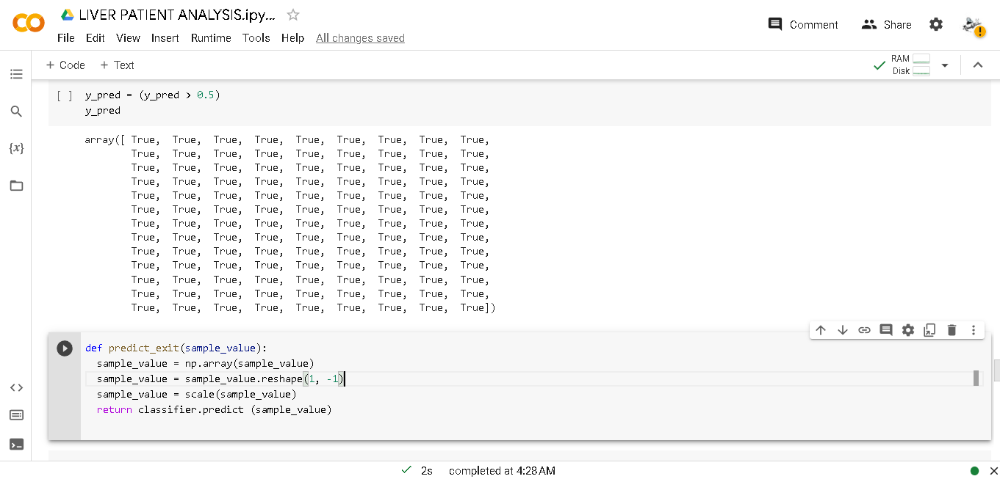 LIVER PATIENT ANALYSIS.ipy...
File Edit View Insert Runtime Tools Help All changes saved
Comment Share
+ Code + Text
RAM
Disk
[ ] y_pred = (y_pred > 0.5)
y_pred
array([ True, True, True, True, True, True, True, True, True,
True, True, True, True, True, True, True, True, True,
True, True, True, True, True, True, True, True, True,
True, True, True, True, True, True, True, True, True,
True, True, True, True, True, True, True, True, True,
True, True, True, True, True, True, True, True, True,
True, True, True, True, True, True, True, True, True,
True, True, True, True, True, True, True, True, True,
True, True, True, True, True, True, True, True, True,
True, True, True, True, True, True, True, True, True,
True, True, True, True, True, True, True, True, True,
True, True, True, True, True, True, True, True, True,
True, True, True, True, True, True, True, True, True])
def predict_exit(sample_value):
sample_value = np.array(sample_value)
sample_value = sample_value.reshape(1, -1)
sample_value = scale(sample_value)
return classifier.predict (sample_value)
2s completed at 4:28 AM